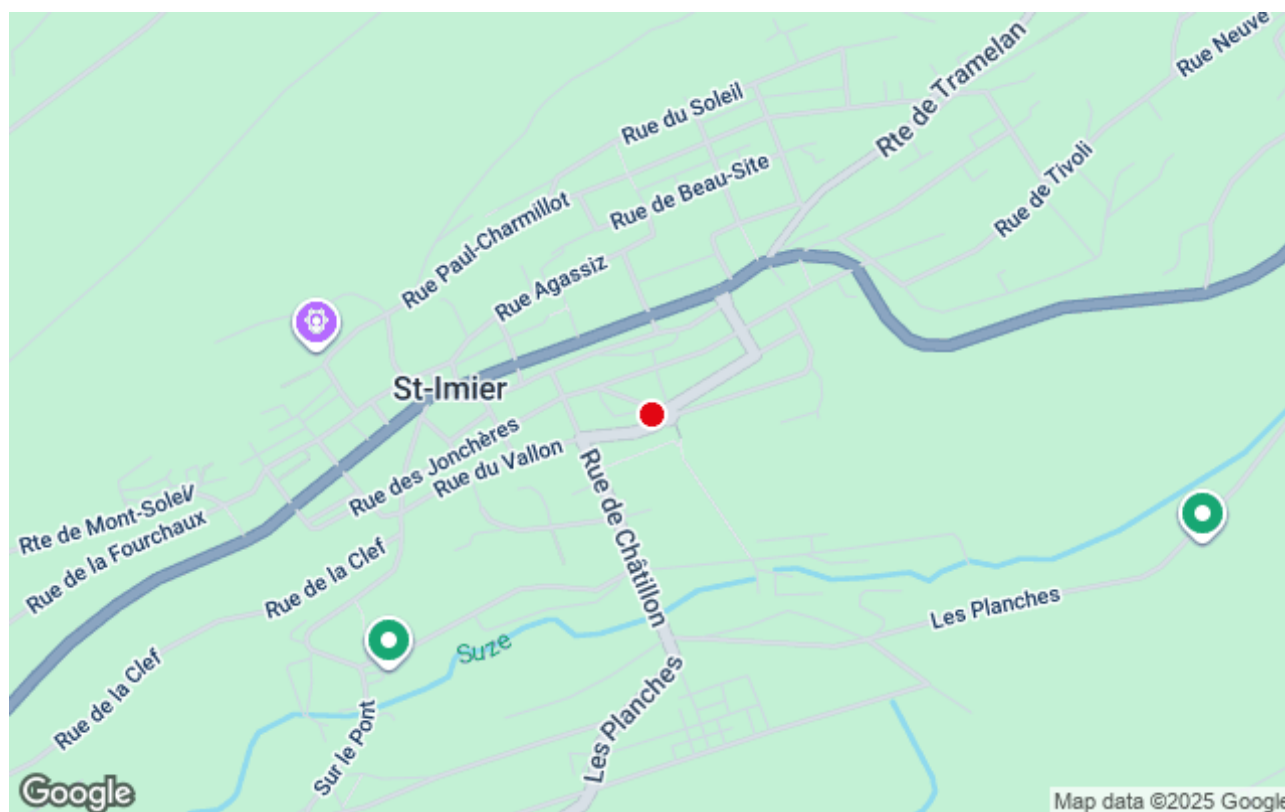 Rue Neuve
Rte de Tramelan
Rue du Soleil
Rue de Tivoli
Rue de Beau-Site
Rue Paul-Charmillot
Rue Agassiz
St-Imier
Rue des Jonchères
Rue du Vallon
Rte de Mont-Soleil
Rue de la Fourchaux
Rue de la Clef
Rue de Châtillon
Les Planches
Suze
Rue de la Clef
Les Planches
Sur le Pont
Google
Map data ©2025 Google